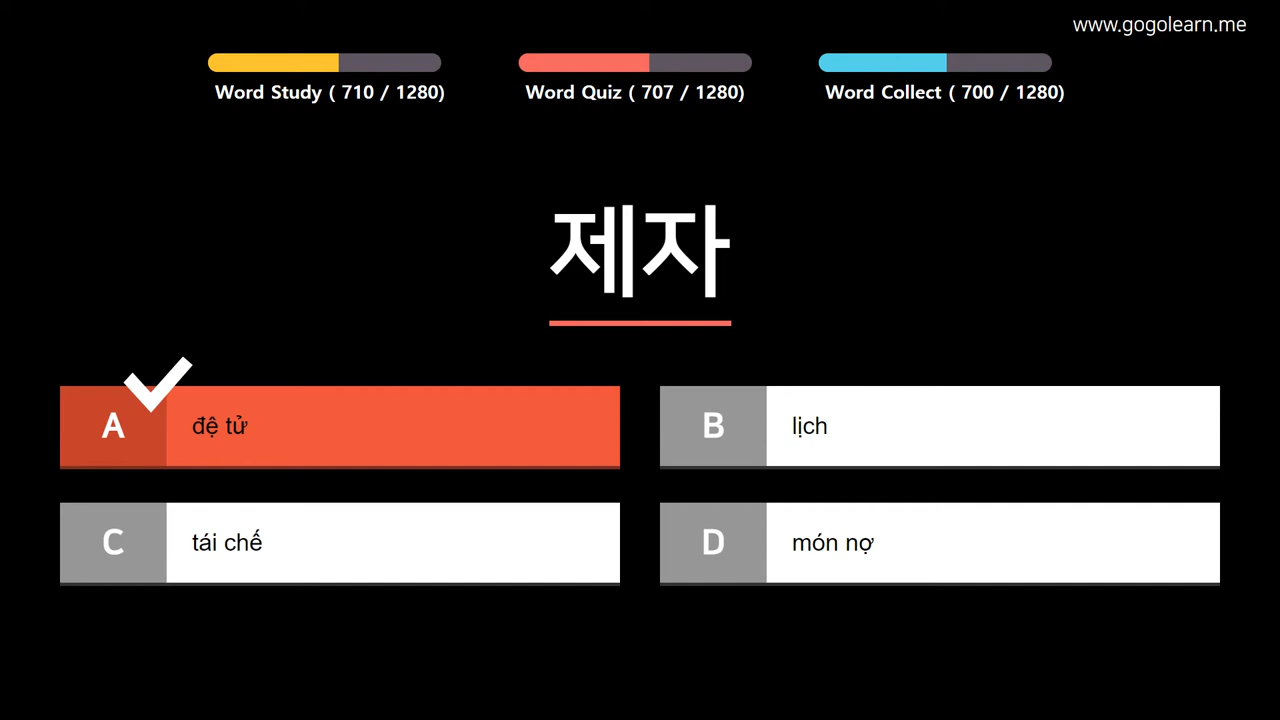 www.gogolearn.me
Word Study ( 710 / 1280)
Word Quiz ( 707 / 1280)
Word Collect ( 700 / 1280)
제자
A đệ tử
B lịch
C tái chế
D món nợ